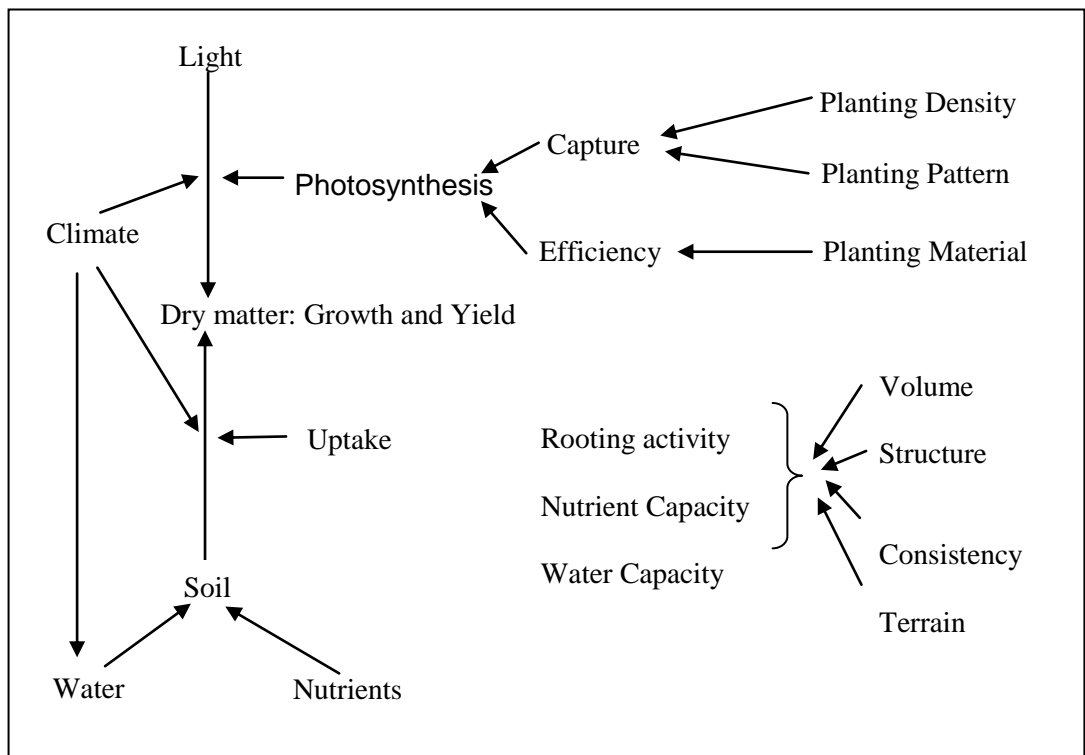 Light
Planting Density
Capture
Planting Pattern
Photosynthesis
Climate
Efficiency
Planting Material
Dry matter: Growth and Yield
Volume
Uptake
Rooting activity
Structure
Nutrient Capacity
Consistency
Water Capacity
Soil
Terrain
Water
Nutrients